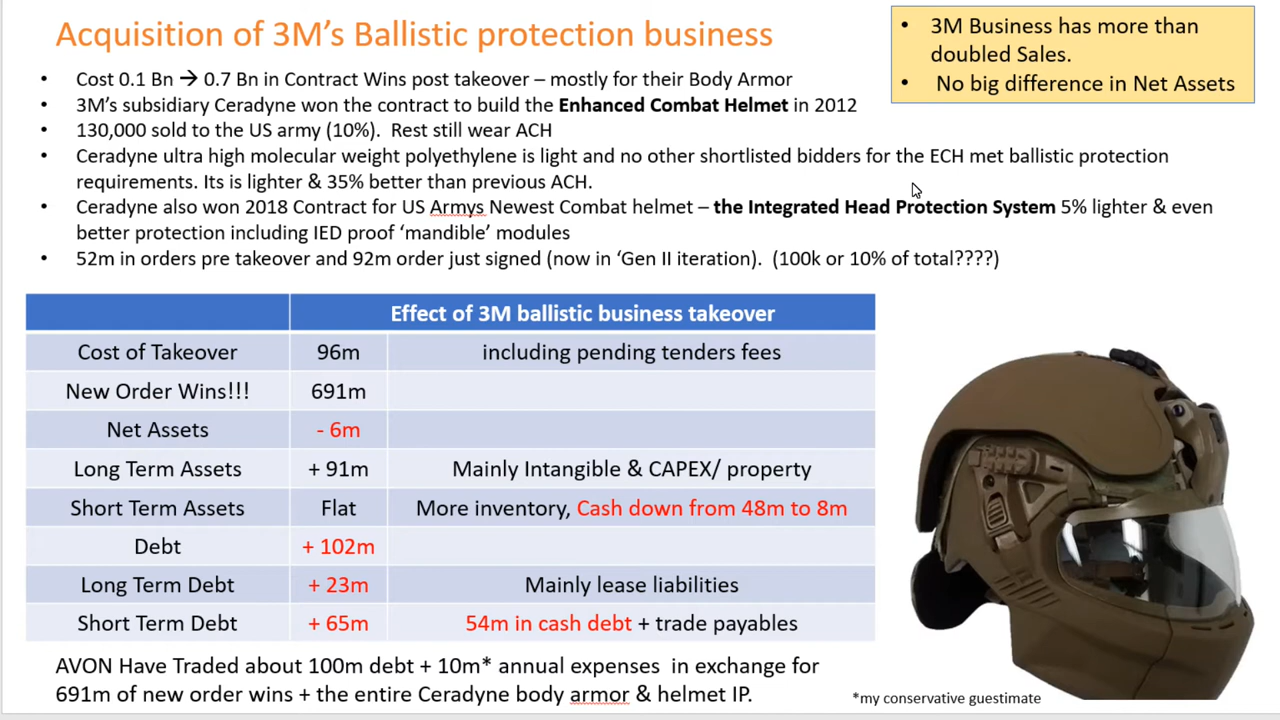 Acquisition of 3M's Ballistic protection business
• 3M Business has more than
doubled Sales.
• No big difference in Net Assets
• Cost 0.1 Bn → 0.7 Bn in Contract Wins post takeover – mostly for their Body Armor
• 3M's subsidiary Ceradyne won the contract to build the Enhanced Combat Helmet in 2012
• 130,000 sold to the US army (10%). Rest still wear ACH
• Ceradyne ultra high molecular weight polyethylene is light and no other shortlisted bidders for the ECH met ballistic protection
requirements. Its is lighter & 35% better than previous ACH.
• Ceradyne also won 2018 Contract for US Armys Newest Combat helmet – the Integrated Head Protection System 5% lighter & even
better protection including IED proof 'mandible' modules
• 52m in orders pre takeover and 92m order just signed (now in 'Gen II iteration). (100k or 10% of total????)
Effect of 3M ballistic business takeover
Cost of Takeover 96m including pending tenders fees
New Order Wins!!! 691m
Net Assets - 6m
Long Term Assets + 91m Mainly Intangible & CAPEX/ property
Short Term Assets Flat More inventory, Cash down from 48m to 8m
Debt + 102m
Long Term Debt + 23m Mainly lease liabilities
Short Term Debt + 65m 54m in cash debt + trade payables
AVON Have Traded about 100m debt + 10m* annual expenses in exchange for
691m of new order wins + the entire Ceradyne body armor & helmet IP.
*my conservative guestimate